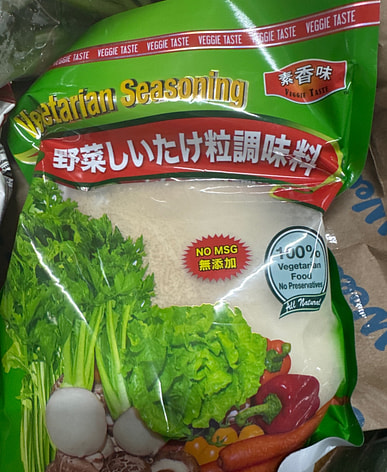 VEGGIE TASTE VEGGIE TASTE VEGGIE TASTE VEGGIE TASTE
Vegetarian Seasoning
素香味
VEGGIE TASTE
野菜しいたけ粒調味料
NO MSG
無添加
100%
Vegetarian
Food
No Preservatives
All Natural